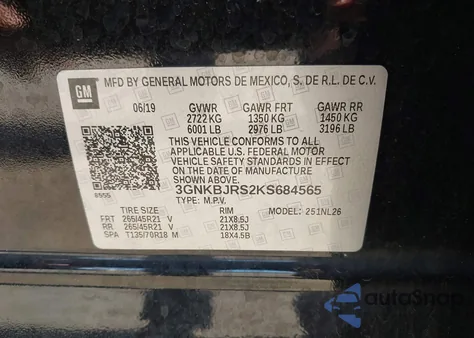 GM
MFD BY GENERAL MOTORS DE MEXICO, S. DE R.L. DE C.V.
06/19 GVWR GAWR FRT GAWR RR
2722 KG 1350 KG 1450 KG
6001 LB 2976 LB 3196 LB
THIS VEHICLE CONFORMS TO ALL
APPLICABLE U.S. FEDERAL MOTOR
VEHICLE SAFETY STANDARDS IN EFFECT ON
THE DATE OF MANUFACTURE
SHOWN ABOVE.
8955
3GNKBJRS2KS684565
TYPE: M.P.V.
TIRE SIZE RIM MODEL: 251NL26
FRT 265/45R21 V 21X8.5J
RR 265/45R21 V 21X8.5J
SPA T135/70R18 M 18X4.5B
autoSnap